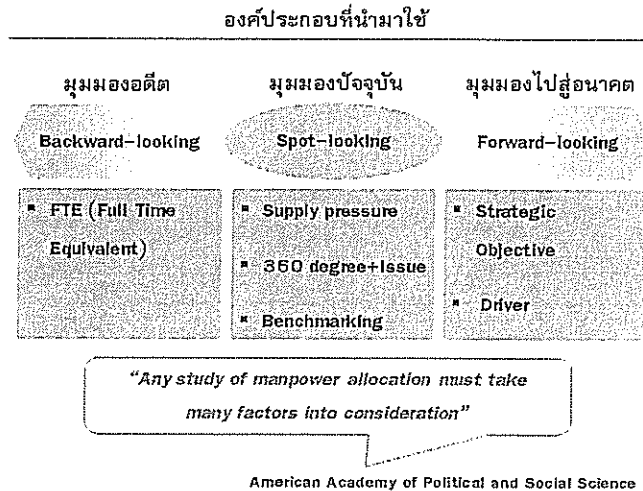 องค์ประกอบที่นำมาใช้
มุมมองอดีต
Backward-looking
▪ FTE (Full Time
Equivalent)
มุมมองปัจจุบัน
Spot-looking
▪ Supply pressure
▪ 360 degree+Issue
▪ Benchmarking
มุมมองไปสู่อนาคต
Forward-looking
▪ Strategic
Objective
▪ Driver
“Any study of manpower allocation must take
many factors into consideration”
American Academy of Political and Social Science